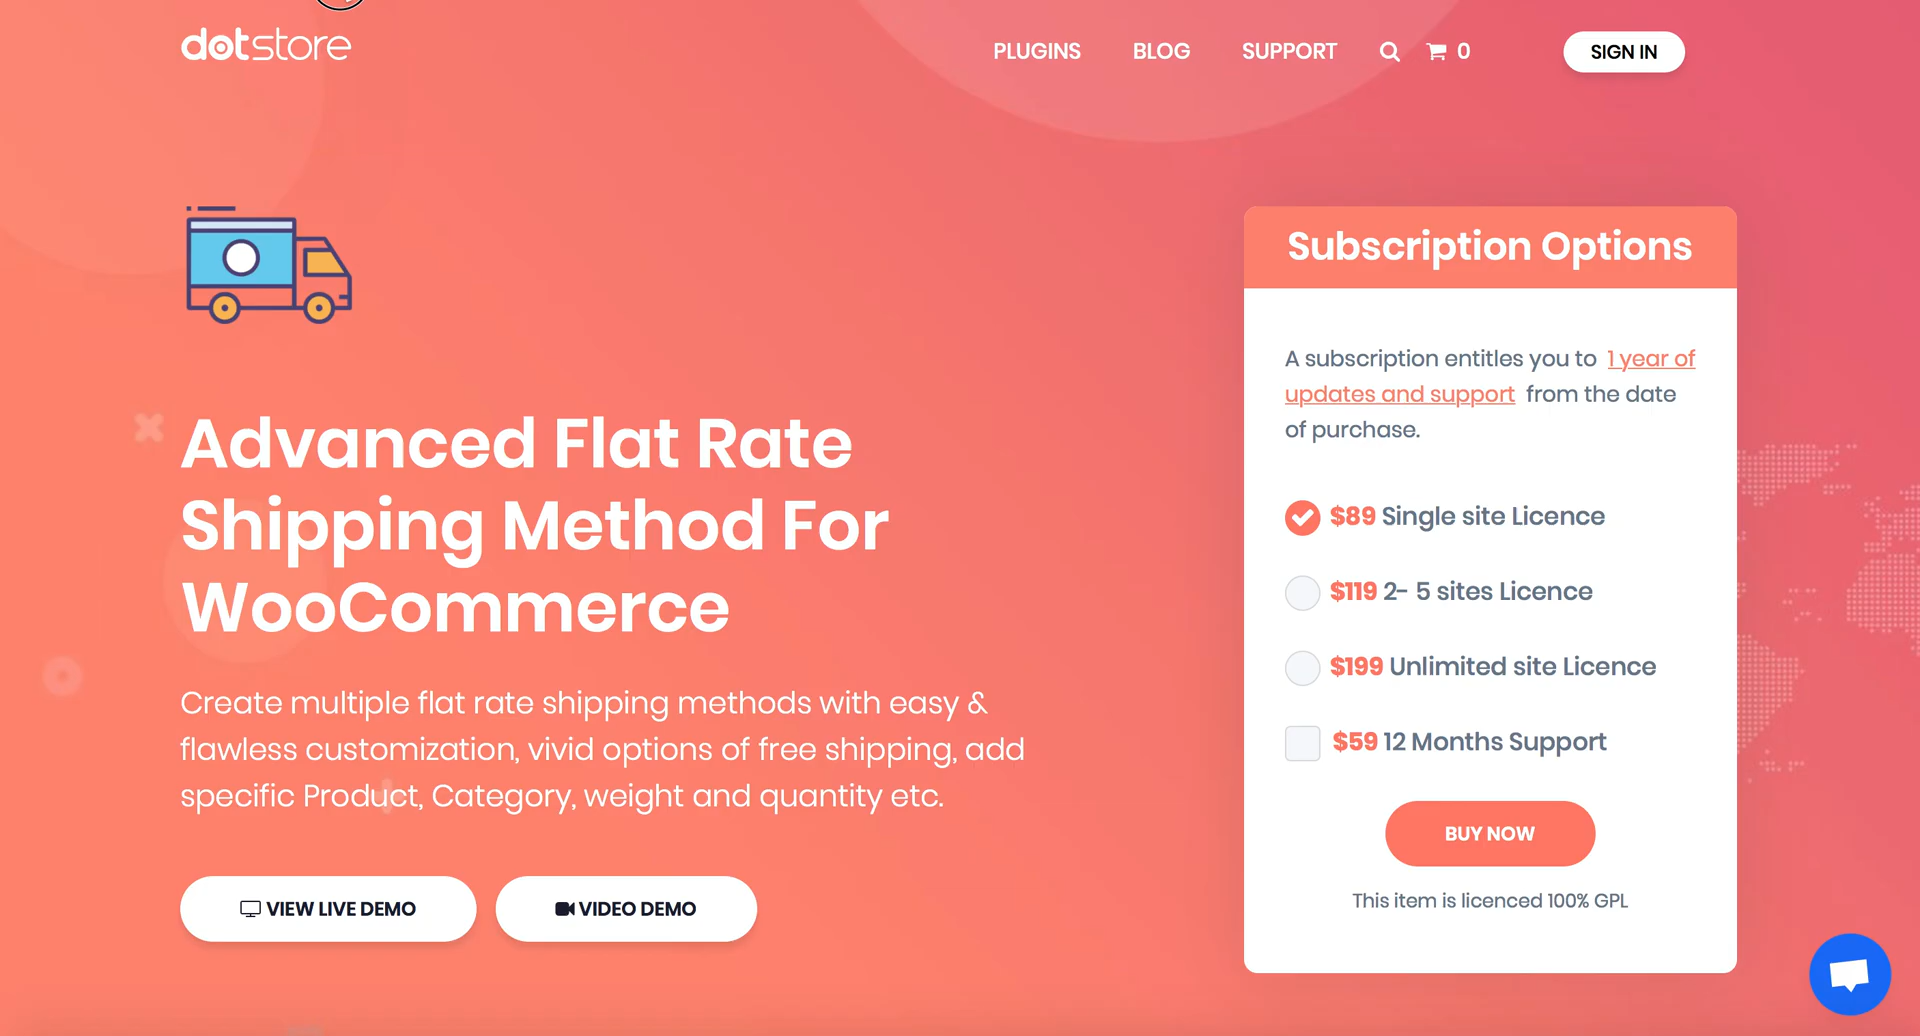 dotstore
PLUGINS
BLOG
SUPPORT
0
SIGN IN
Advanced Flat Rate
Shipping Method For
WooCommerce
Create multiple flat rate shipping methods with easy &
flawless customization, vivid options of free shipping, add
specific Product, Category, weight and quantity etc.
VIEW LIVE DEMO
VIDEO DEMO
Subscription Options
A subscription entitles you to 1 year of
updates and support from the date
of purchase.
$89 Single site Licence
$119 2- 5 sites Licence
$199 Unlimited site Licence
$59 12 Months Support
BUY NOW
This item is licenced 100% GPL